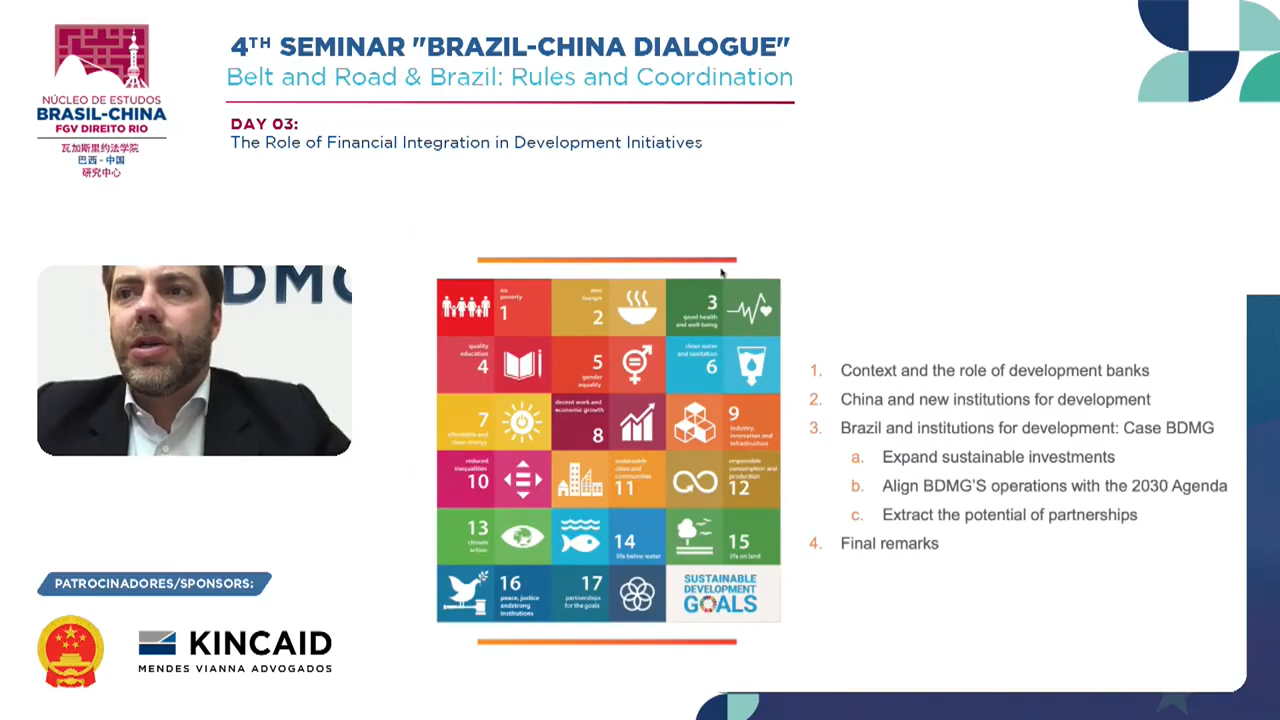 4TH SEMINAR "BRAZIL-CHINA DIALOGUE"
Belt and Road & Brazil: Rules and Coordination
DAY 03:
The Role of Financial Integration in Development Initiatives
NÚCLEO DE ESTUDOS
BRASIL-CHINA
FGV DIREITO RIO
瓦加斯里约法学院
巴西 - 中国
研究中心
DMG
no
poverty
1
zero
hunger
2
3
good health
and well-being
quality
education
4
5
gender
equality
clean water
and sanitation
6
7
affordable and
clean energy
decent work and
economic growth
8
9
industry,
innovation and
infrastructure
reduced
inequalities
10
sustainable
cities and
communities
11
responsible
consumption and
production
12
13
climate
action
14
life below water
15
life on land
16
peace, justice
andstrong
institutions
17
partnerships
for the goals
SUSTAINABLE
DEVELOPMENT
GOALS
1. Context and the role of development banks
2. China and new institutions for development
3. Brazil and institutions for development: Case BDMG
a. Expand sustainable investments
b. Align BDMG'S operations with the 2030 Agenda
c. Extract the potential of partnerships
4. Final remarks
PATROCINADORES/SPONSORS:
KINCAID
MENDES VIANNA ADVOGADOS